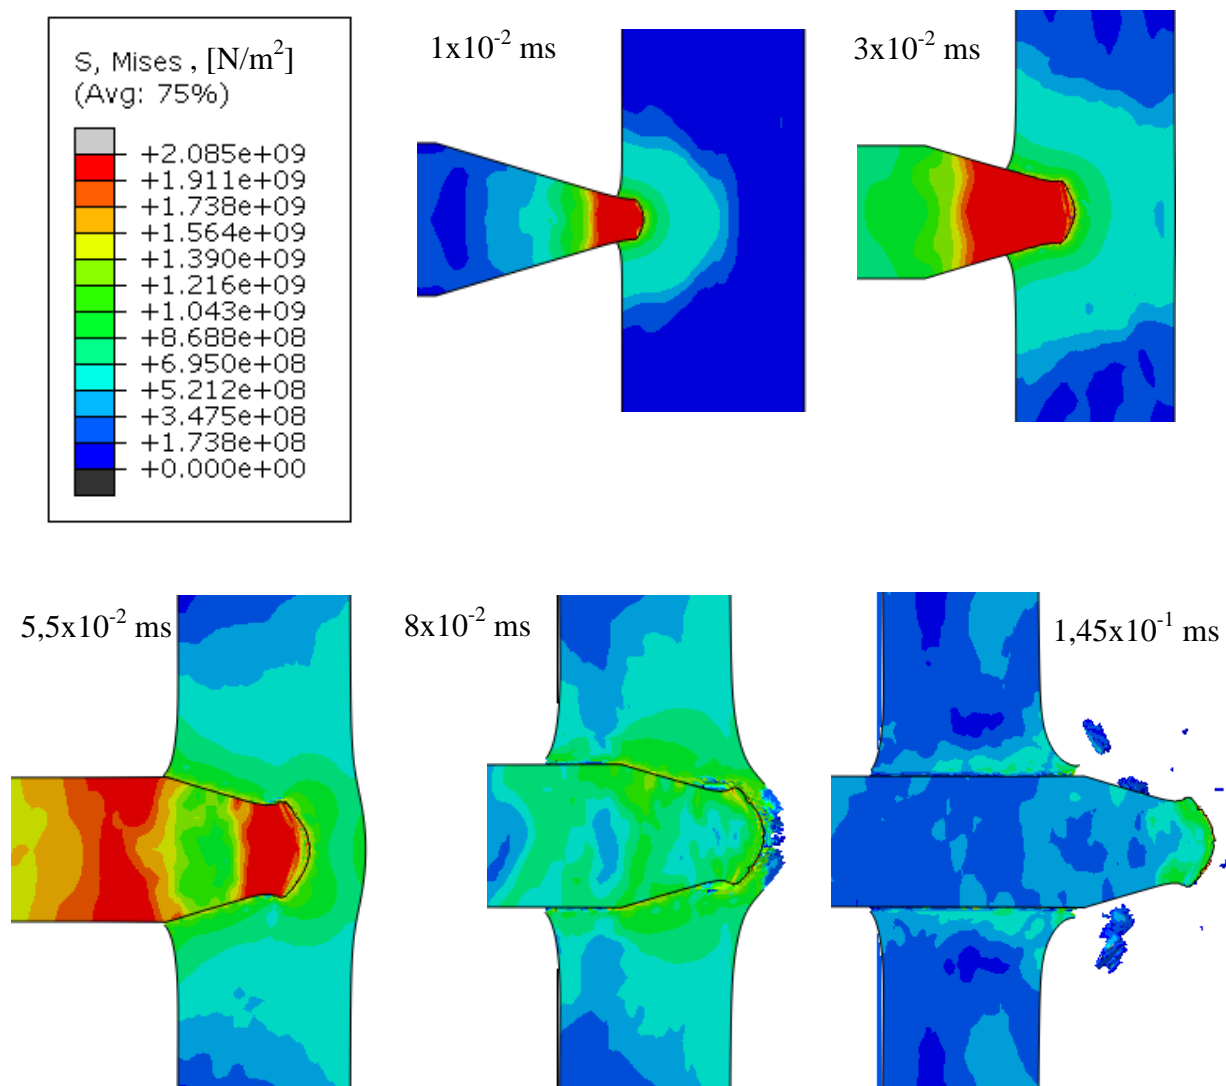 S, Mises , [N/m²]
(Avg: 75%)
+2.085e+09
+1.911e+09
+1.738e+09
+1.564e+09
+1.390e+09
+1.216e+09
+1.043e+09
+8.688e+08
+6.950e+08
+5.212e+08
+3.475e+08
+1.738e+08
+0.000e+00
1x10⁻² ms
3x10⁻² ms
5,5x10⁻² ms
8x10⁻² ms
1,45x10⁻¹ ms